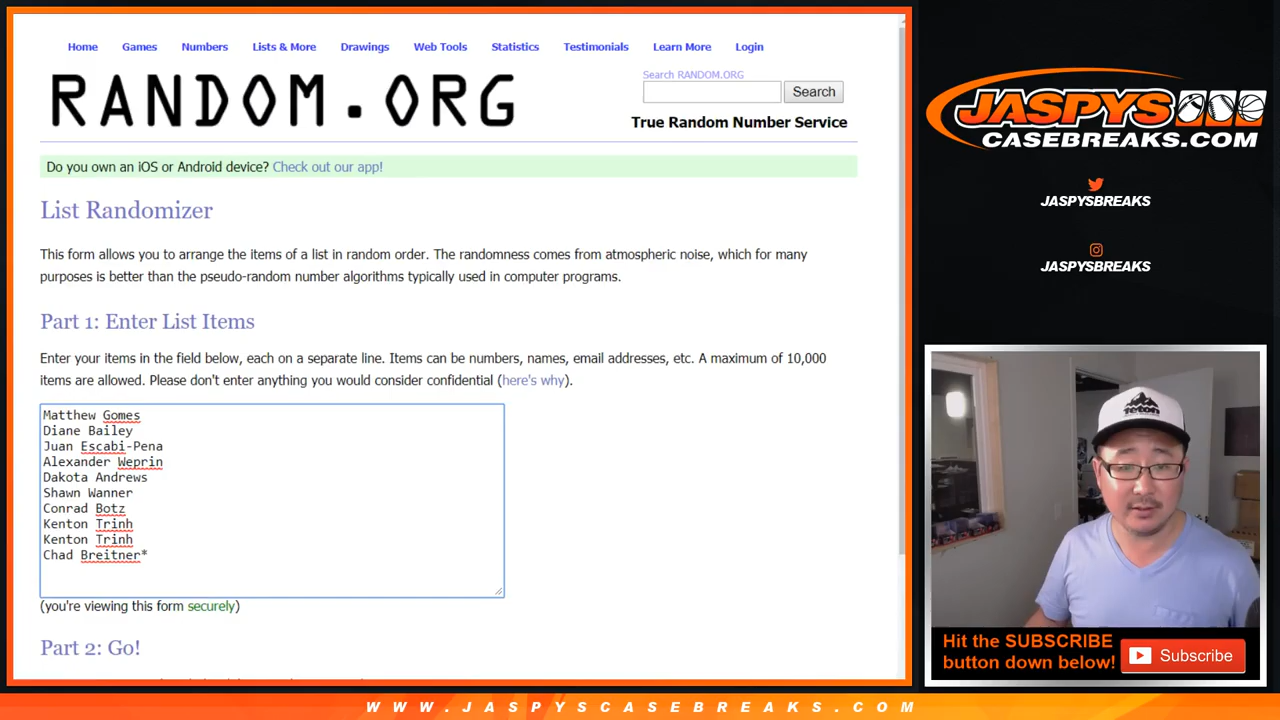 Home Games Numbers Lists & More Drawings Web Tools Statistics Testimonials Learn More Login
RANDOM.ORG
Search RANDOM.ORG
Search
True Random Number Service
Do you own an iOS or Android device? Check out our app!
List Randomizer
This form allows you to arrange the items of a list in random order. The randomness comes from atmospheric noise, which for many
purposes is better than the pseudo-random number algorithms typically used in computer programs.
Part 1: Enter List Items
Enter your items in the field below, each on a separate line. Items can be numbers, names, email addresses, etc. A maximum of 10,000
items are allowed. Please don't enter anything you would consider confidential (here's why).
Matthew Gomes
Diane Bailey
Juan Escabi-Pena
Alexander Weprin
Dakota Andrews
Shawn Wanner
Conrad Botz
Kenton Trinh
Kenton Trinh
Chad Breitner*
(you're viewing this form securely)
Part 2: Go!
JASPYS
CASEBREAKS.COM
JASPYSBREAKS
JASPYSBREAKS
TETON
Hit the SUBSCRIBE
button down below!
Subscribe
WWW.JASPYSCASEBREAKS.COM